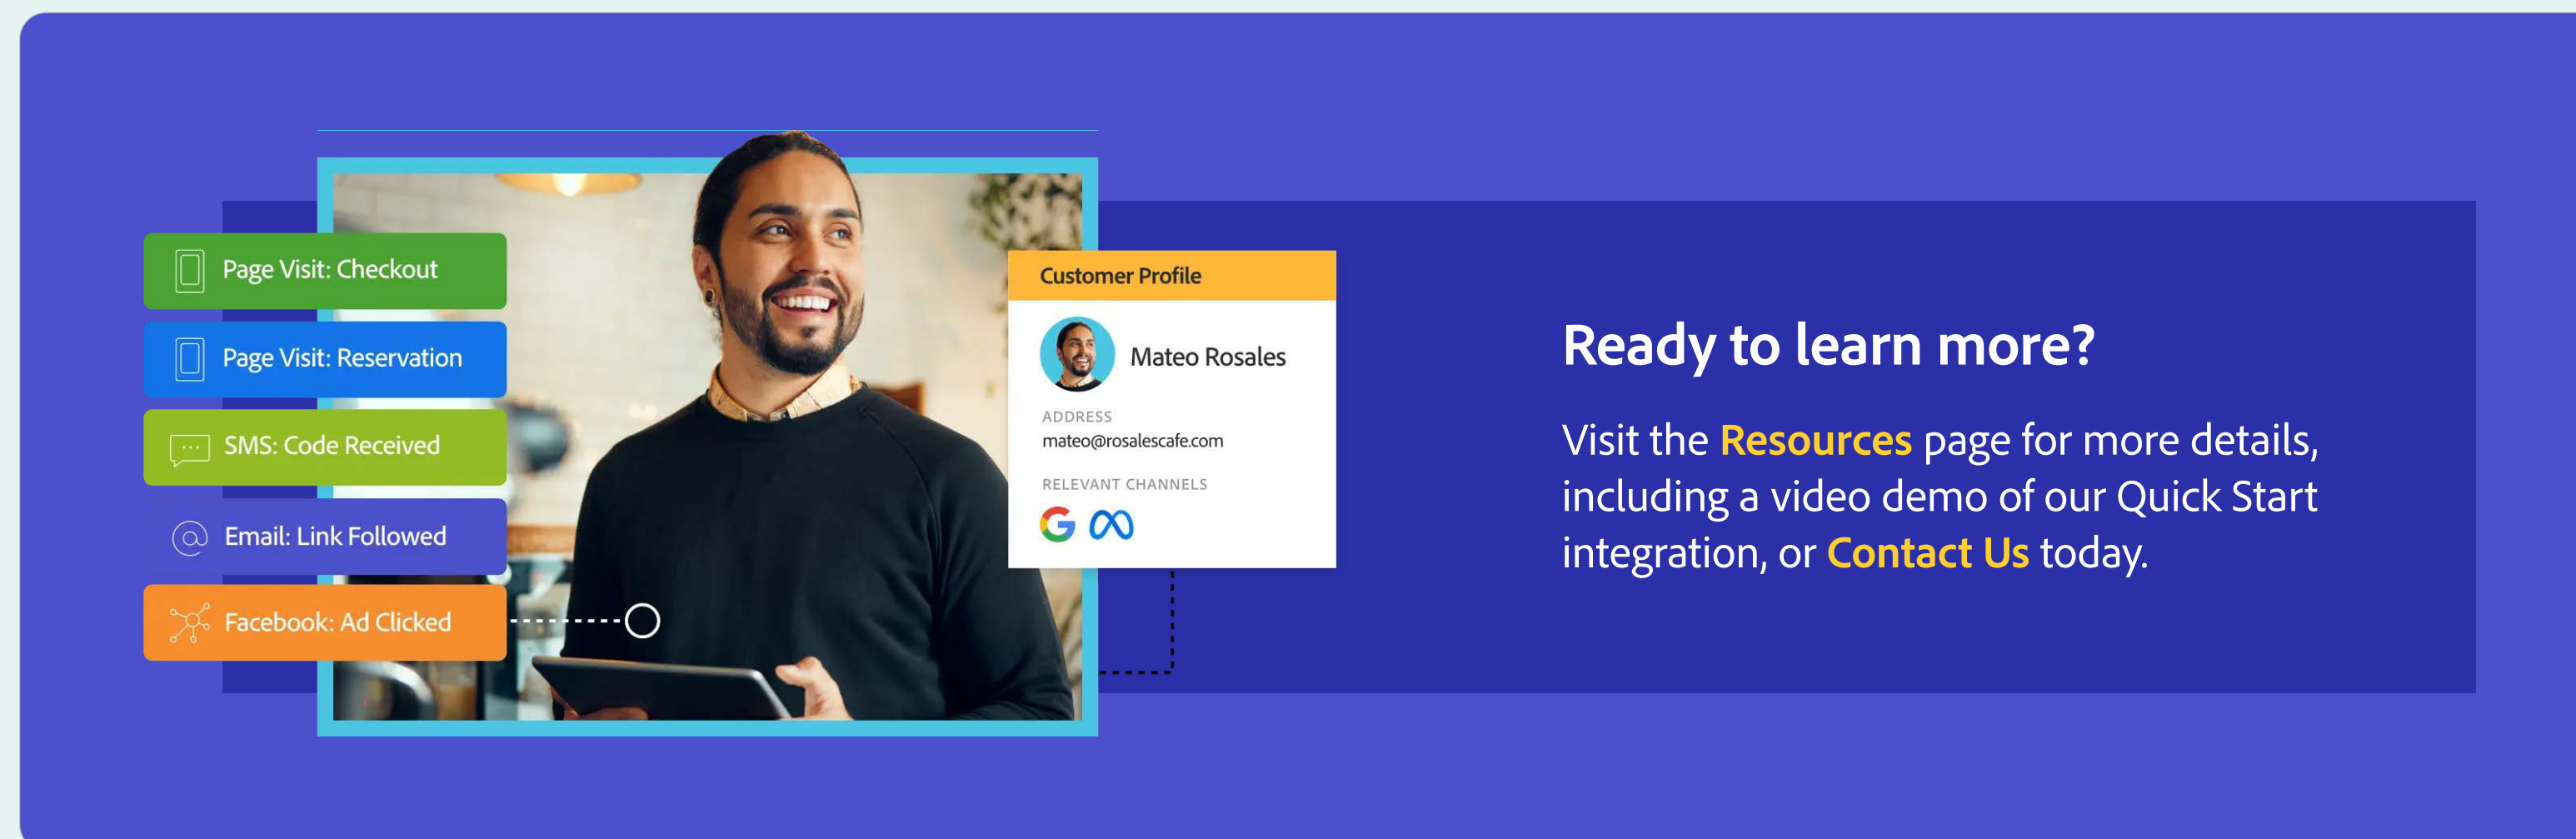 Page Visit: Checkout
Page Visit: Reservation
SMS: Code Received
Email: Link Followed
Facebook: Ad Clicked
Customer Profile
Mateo Rosales
ADDRESS
mateo@rosalescafe.com
RELEVANT CHANNELS
Ready to learn more?
Visit the Resources page for more details,
including a video demo of our Quick Start
integration, or Contact Us today.